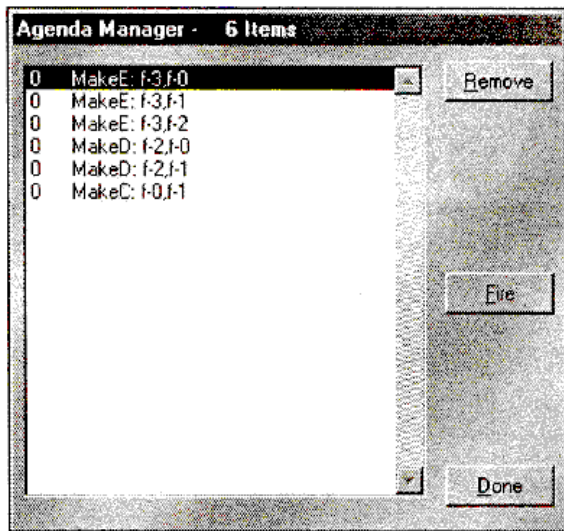 Agenda Manager - 6 Items
0 MakeE: f-3,f-0
0 MakeE: f-3,f-1
0 MakeE: f-3,f-2
0 MakeD: f-2,f-0
0 MakeD: f-2,f-1
0 MakeC: f-0,f-1
Remove
Fire
Done